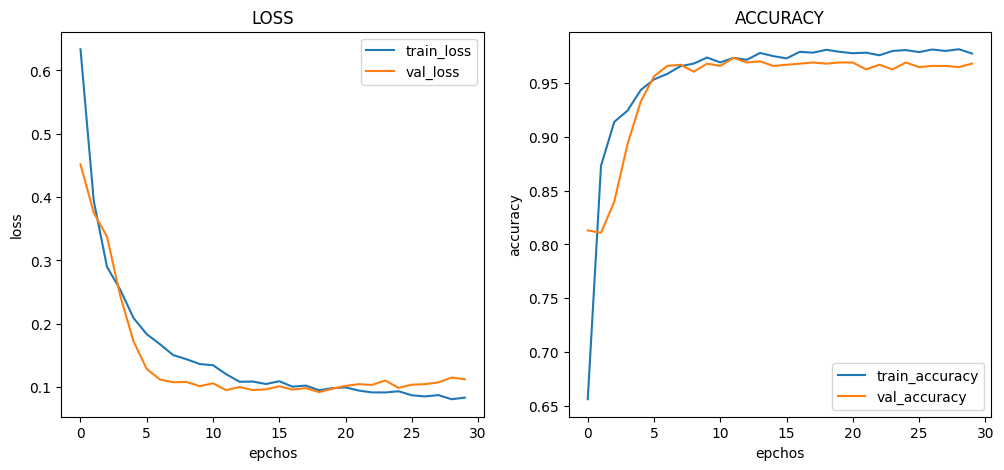 LOSS
train_loss
val_loss
0.6
0.5
0.4
0.3
0.2
0.1
loss
0
5
10
15
20
25
30
epchos
ACCURACY
0.95
0.90
0.85
0.80
0.75
0.70
0.65
accuracy
train_accuracy
val_accuracy
0
5
10
15
20
25
30
epchos